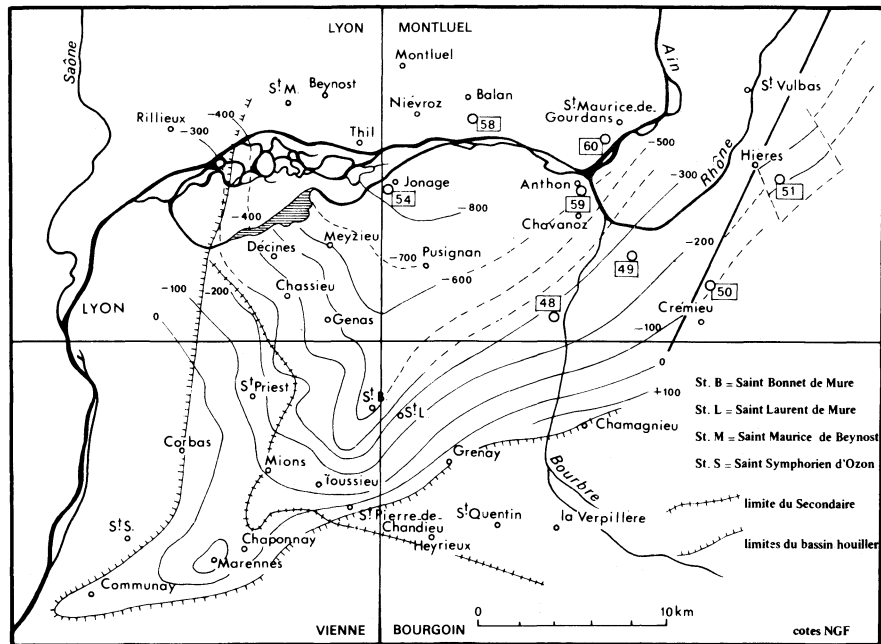 LYON MONTLUEL
Saône
Ain
Montluel
St M. Beynost
Rillieux
-400
-300
Niévroz
Balan
58
St Maurice de Gourdans
60
St Vulbas
Thil
-500
Rhône
Hieres
51
-300
Jonage
54
Anthon
59
Chavanoz
-400
-800
Meyzieu
Décines
-700
Pusignan
-600
-200
49
50
Crémieu
-100
-200
Chassieu
LYON
0
Genas
48
-100
0
+100
St Priest
St B
St L
Chamagnieu
Corbas
Mions
Toussieu
Grenay
Bourbre
St Pierre-de-Chandieu
St Quentin
la Verpillère
Heyrieux
St S.
Chaponnay
Marennes
Communay
St. B = Saint Bonnet de Mure
St. L = Saint Laurent de Mure
St. M = Saint Maurice de Beynost
St. S = Saint Symphorien d'Ozon
limite du Secondaire
limites du bassin houiller
0 10km
VIENNE BOURGOIN
cotes NGF